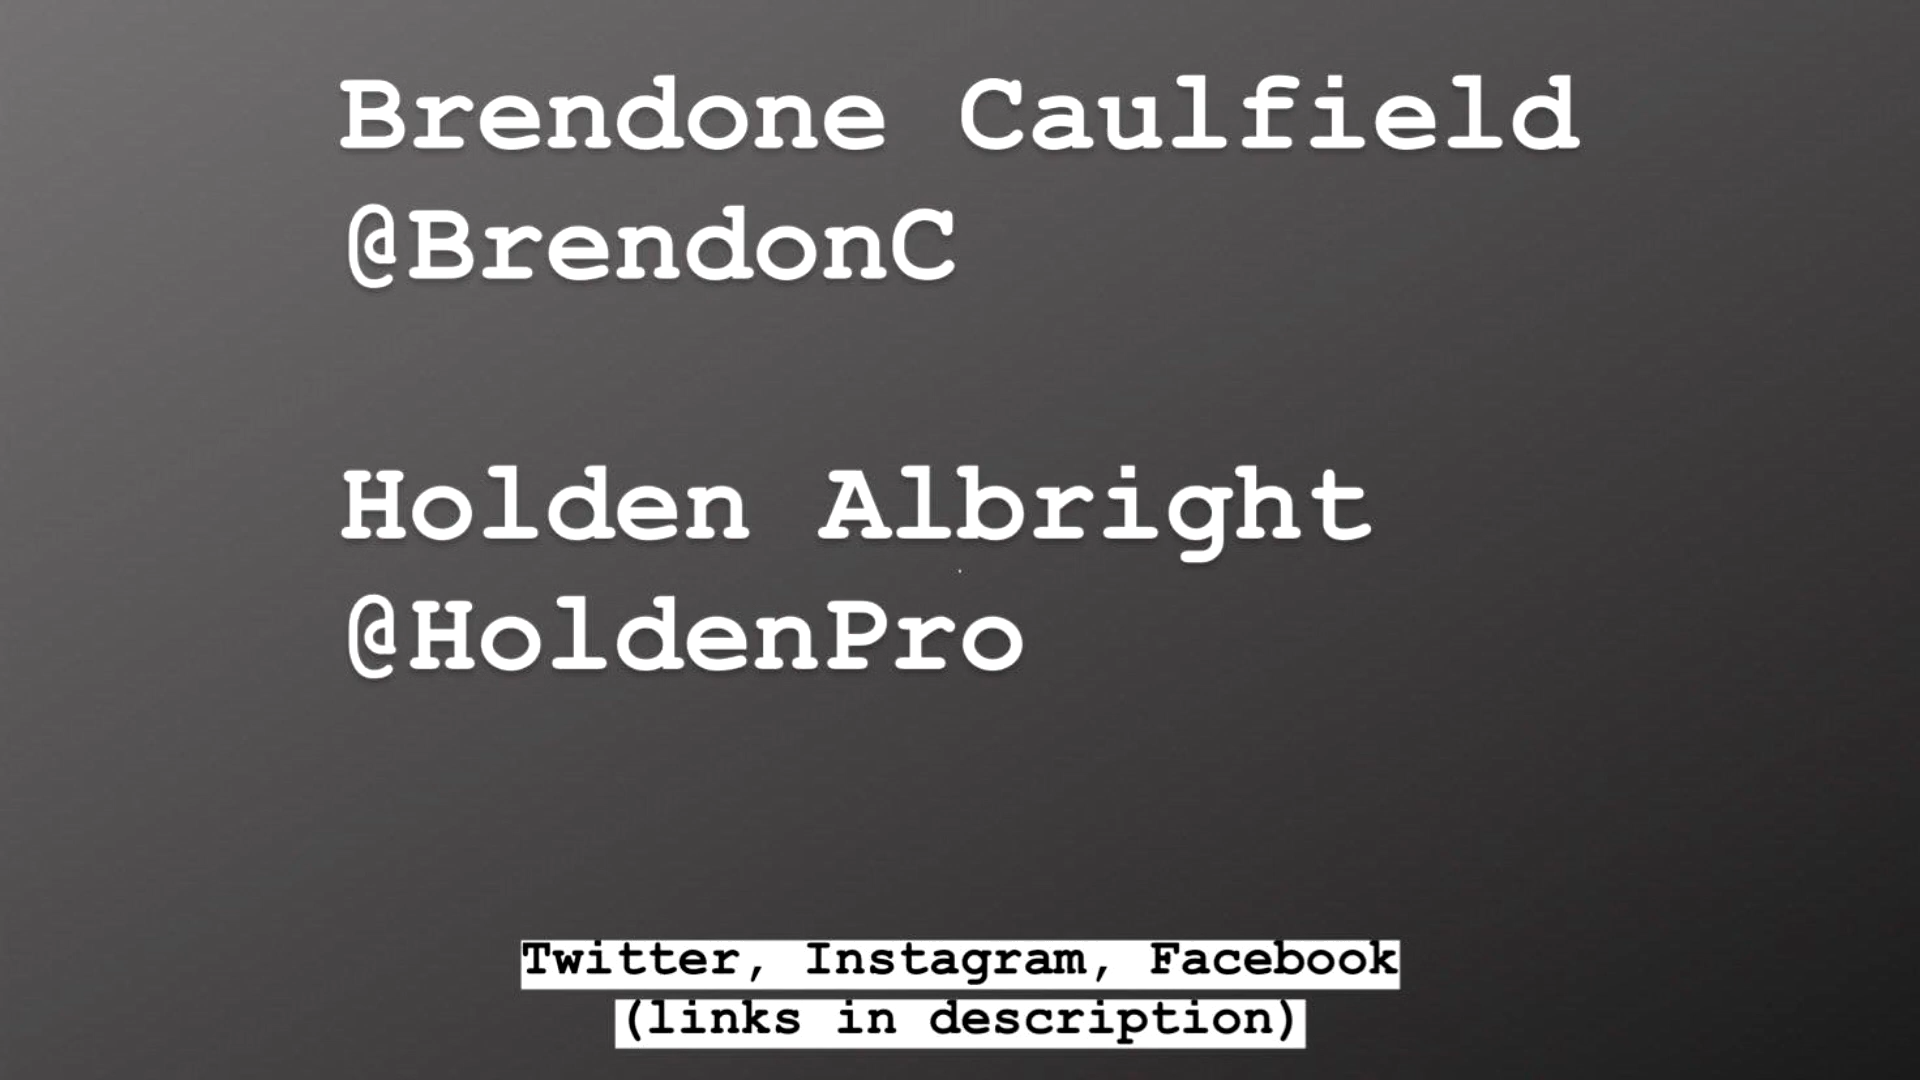 Brendone Caulfield
@BrendonC
Holden Albright
@HoldenPro
Twitter, Instagram, Facebook
(links in description)